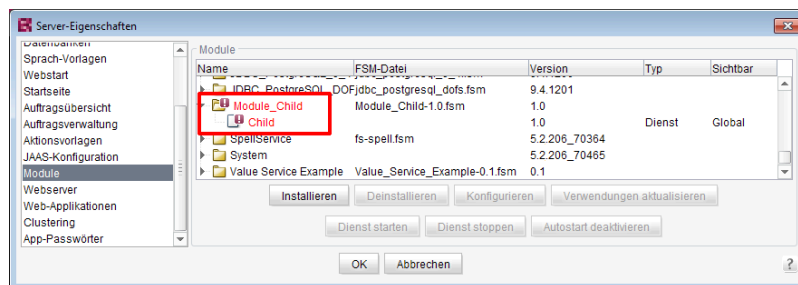 Server-Eigenschaften
Datenbanken
Sprach-Vorlagen
Webstart
Startseite
Auftragsübersicht
Auftragsverwaltung
Aktionsvorlagen
JAAS-Konfiguration
Module
Webserver
Web-Applikationen
Clustering
App-Passwörter
Module
Name FSM-Datei Version Typ Sichtbar
JDBC_PostgreSQL_DOF jdbc_postgresql_dofs.fsm 9.4.1201
Module_Child Module_Child-1.0.fsm 1.0
Child 1.0 Dienst Global
SpellService fs-spell.fsm 5.2.206_70364
System 5.2.206_70465
Value Service Example Value_Service_Example-0.1.fsm 0.1
Installieren Deinstallieren Konfigurieren Verwendungen aktualisieren
Dienst starten Dienst stoppen Autostart deaktivieren
OK Abbrechen ?